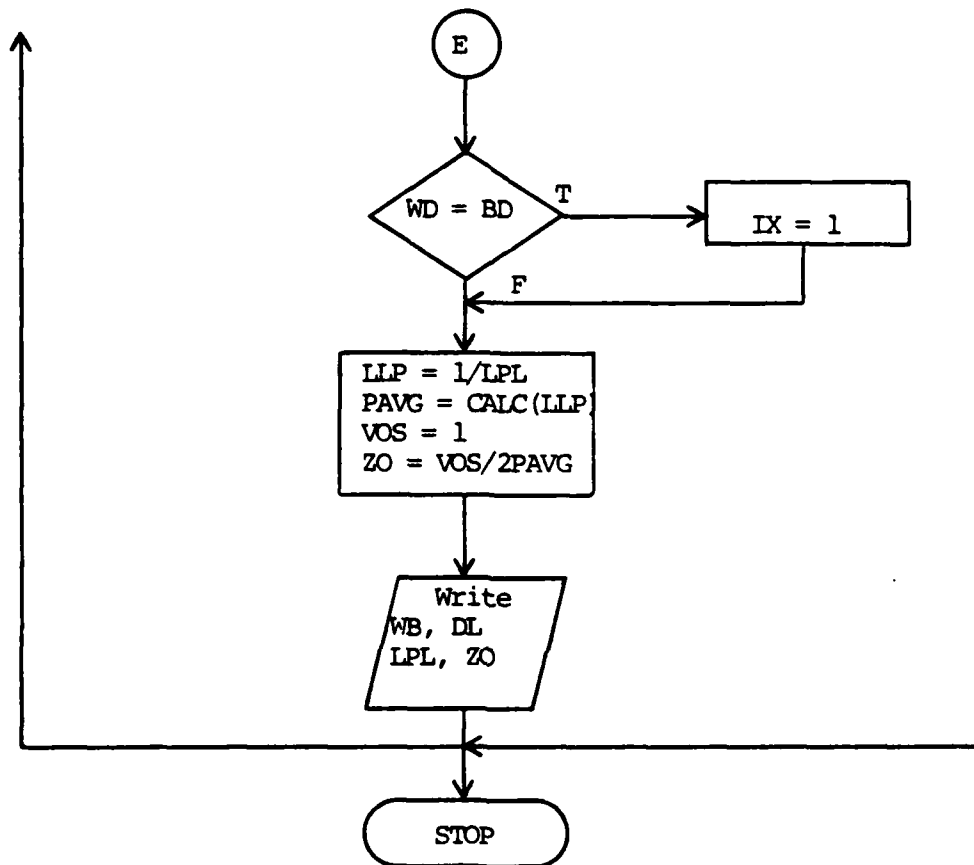 E
WD = BD
T
IX = 1
F
LLP = 1/LPL
PAVG = CALC(LLP)
VOS = 1
ZO = VOS/2PAVG
Write
WB, DL
LPL, ZO
STOP